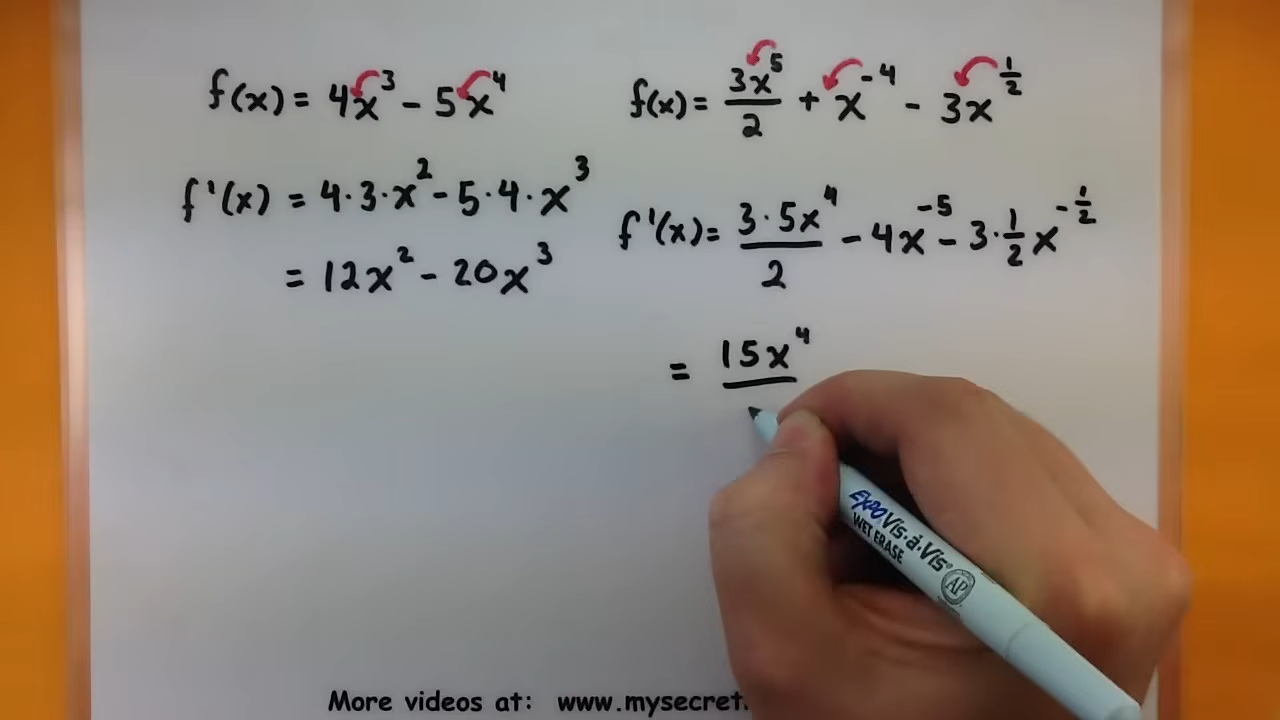 f(x) = 4x³ - 5x⁴
f'(x) = 4·3·x² - 5·4·x³
= 12x² - 20x³
f(x) = 3x⁵/2 + x⁻⁴ - 3x^(1/2)
f'(x) = 3·5x⁴/2 - 4x⁻⁵ - 3·1/2 x^(-1/2)
= 15x⁴
EXPO Vis-à-Vis®
WET ERASE
AP
More videos at: www.mysecret.